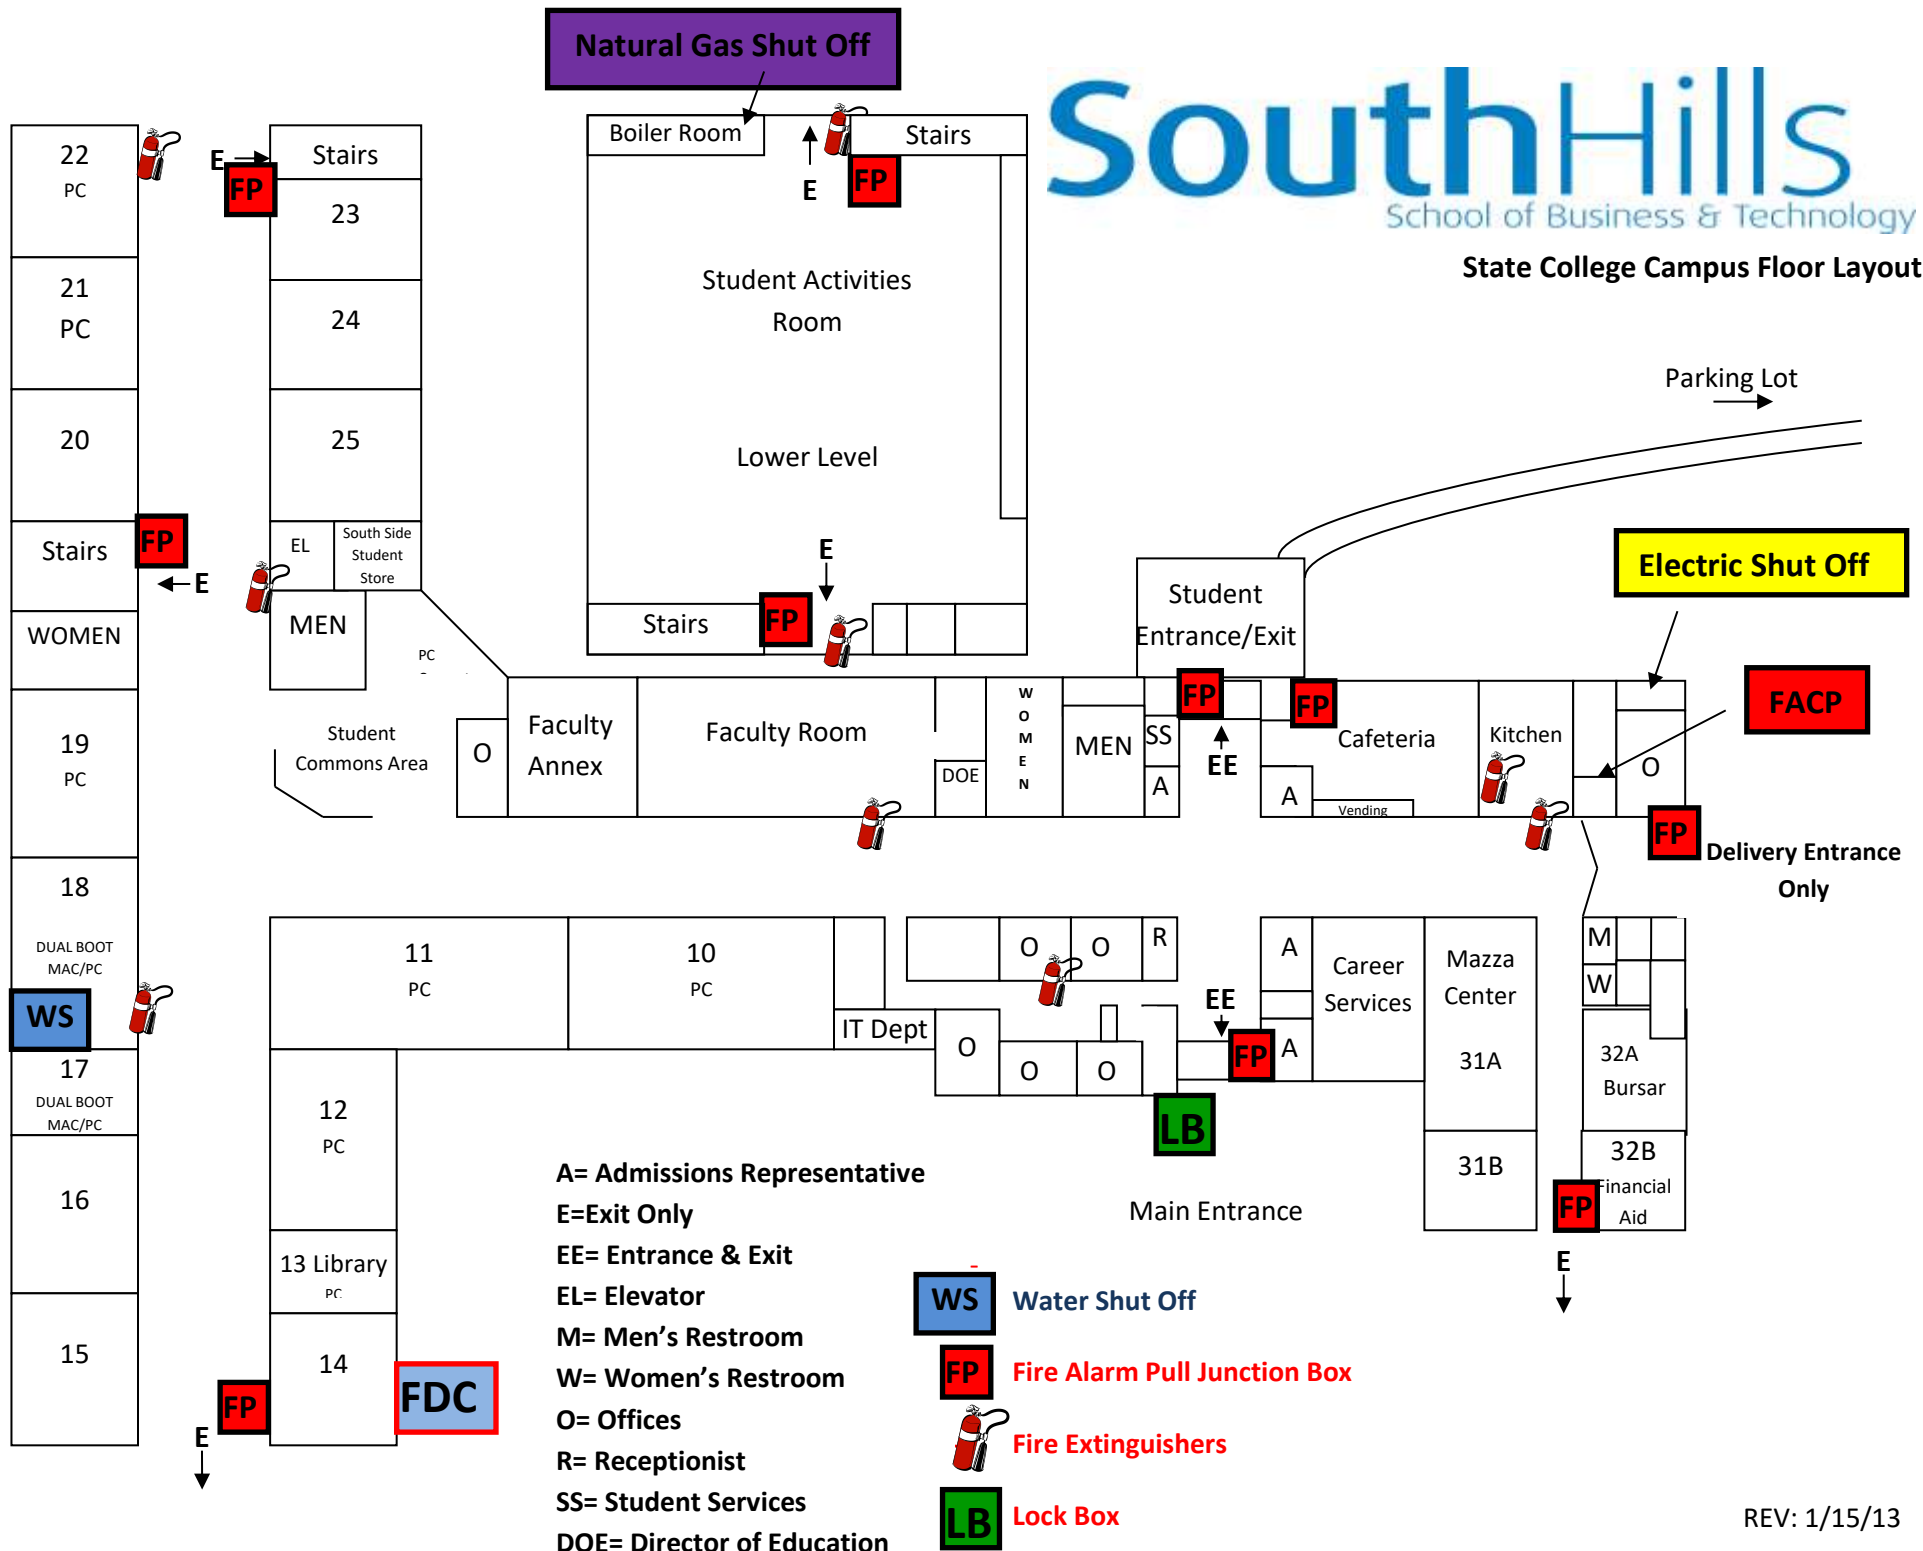 Natural Gas Shut Off
SouthHills
School of Business & Technology
State College Campus Floor Layout
22
PC
E
FP
Stairs
23
Boiler Room
E
Stairs
FP
21
PC
24
Student Activities
Room
Parking Lot
20
25
Lower Level
Stairs
FP
E
EL
South Side
Student
Store
E
Student
Entrance/Exit
Electric Shut Off
WOMEN
MEN
PC
Stairs
FP
19
PC
Student
Commons Area
O
Faculty
Annex
Faculty Room
DOE
WOMEN
MEN
SS
A
FP
EE
FP
A
Cafeteria
Vending
Kitchen
O
FACP
FP
Delivery Entrance
Only
18
DUAL BOOT
MAC/PC
WS
11
PC
10
PC
IT Dept
O
O
R
O
O
O
EE
FP
A
A
Career
Services
Mazza
Center
31A
M
W
32A
Bursar
17
DUAL BOOT
MAC/PC
12
PC
LB
Main Entrance
31B
32B
Financial
Aid
FP
E
16
13 Library
PC
15
14
FP
E
FDC
A= Admissions Representative
E=Exit Only
EE= Entrance & Exit
EL= Elevator
M= Men’s Restroom
W= Women’s Restroom
O= Offices
R= Receptionist
SS= Student Services
DOE= Director of Education
WS Water Shut Off
FP Fire Alarm Pull Junction Box
Fire Extinguishers
LB Lock Box
REV: 1/15/13